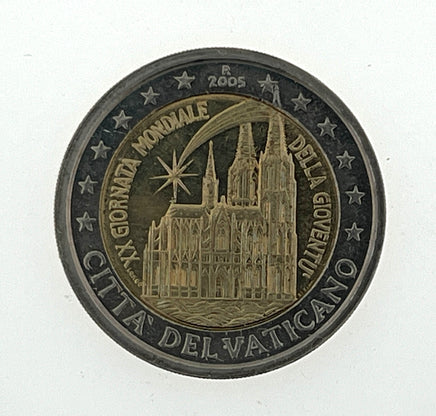 R
2005
XX GIORNATA MONDIALE
DELLA GIOVENTU'
CITTA' DEL VATICANO